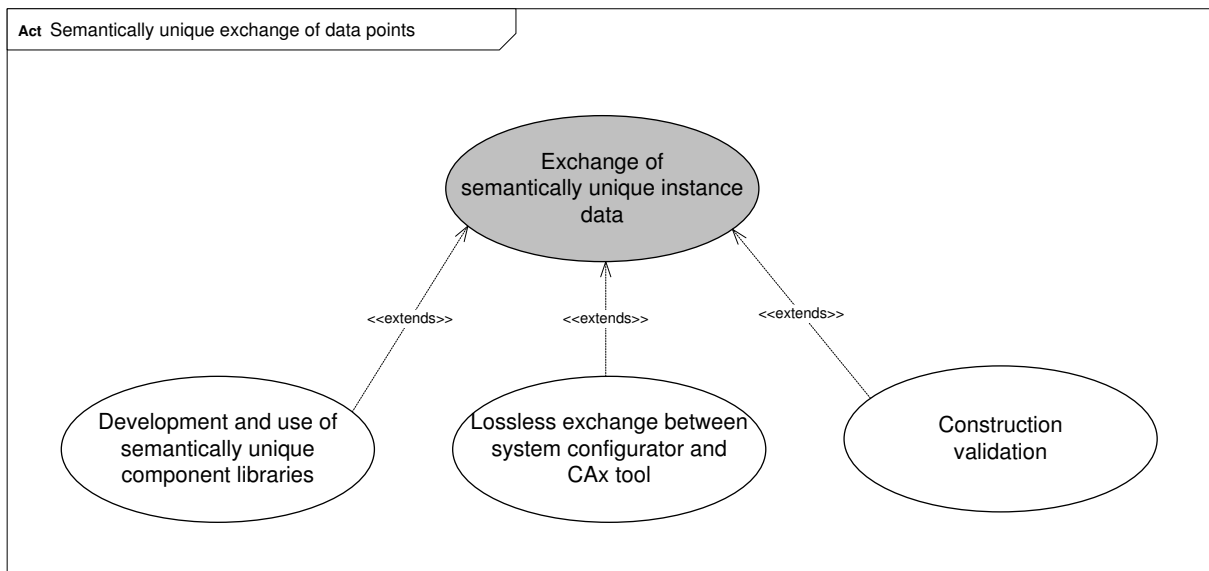 Act Semantically unique exchange of data points
Exchange of
semantically unique instance
data
<<extends>>
<<extends>>
<<extends>>
Development and use of
semantically unique
component libraries
Lossless exchange between
system configurator and
CAx tool
Construction
validation